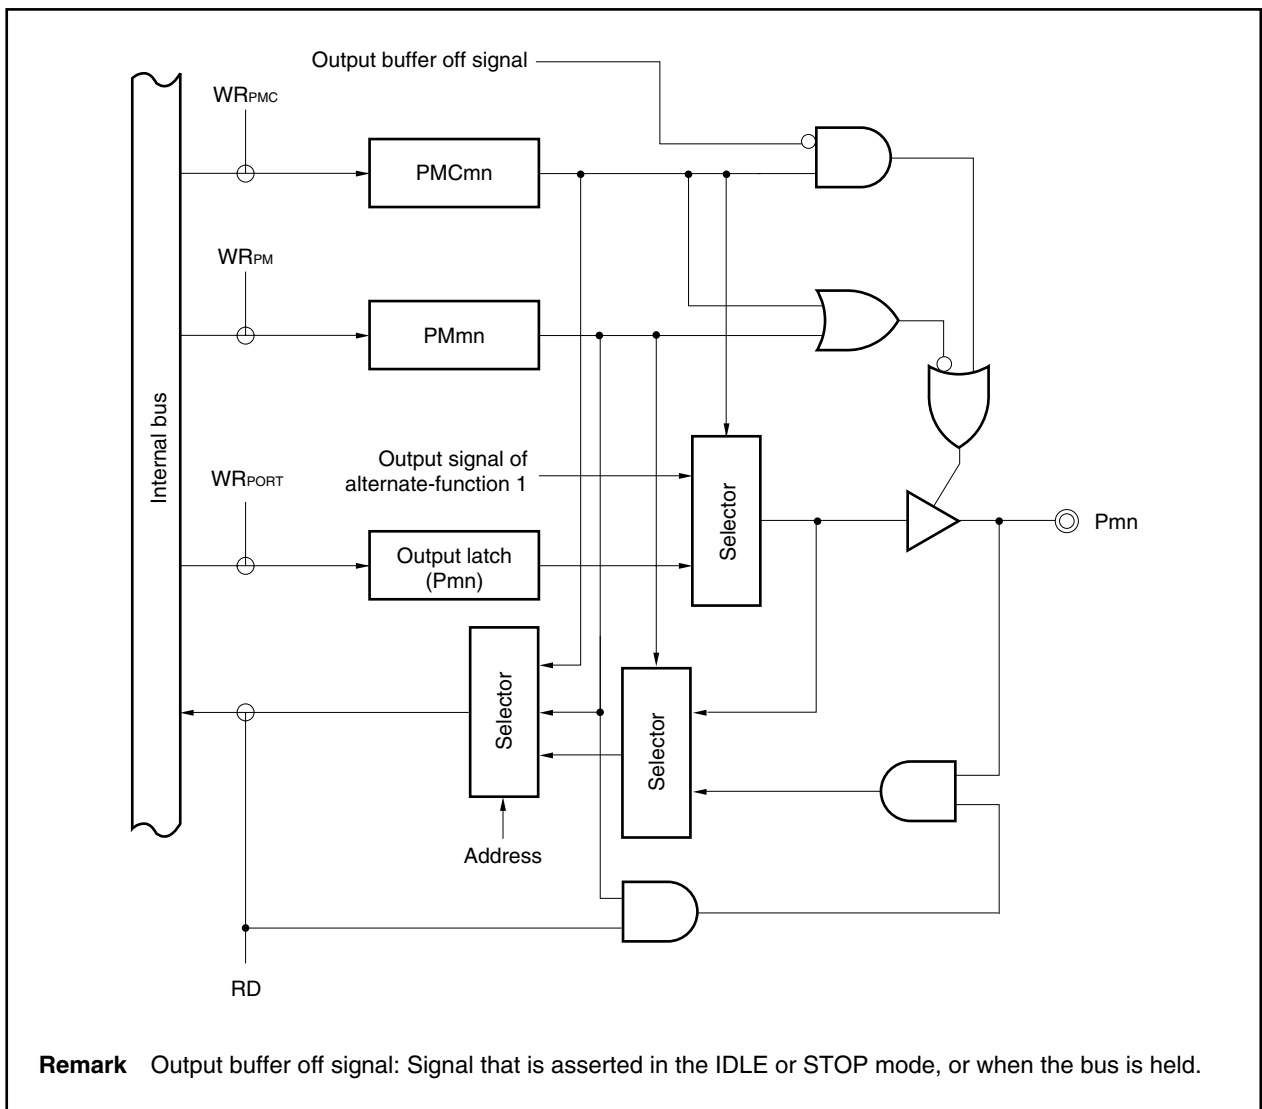 Output buffer off signal
WRPMC
PMCmn
WRPM
PMmn
Internal bus
Output signal of
alternate-function 1
WRPORT
Output latch
(Pmn)
Selector
Pmn
Selector
Selector
Address
RD
Remark Output buffer off signal: Signal that is asserted in the IDLE or STOP mode, or when the bus is held.